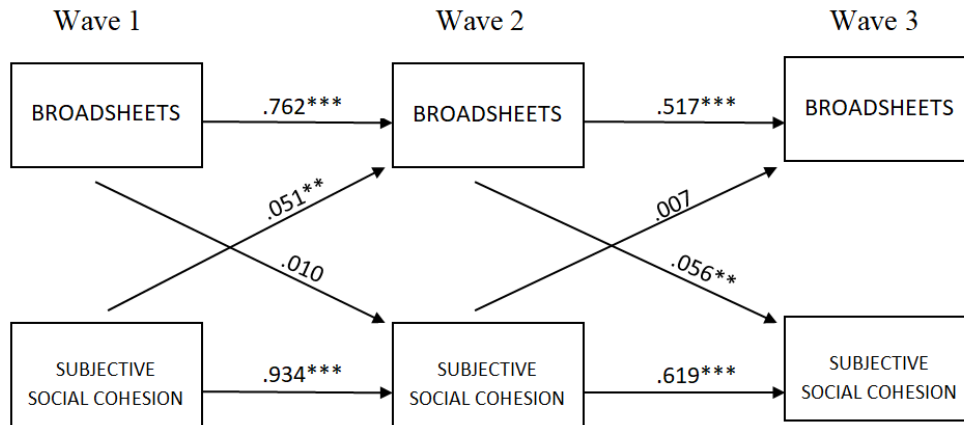 Wave 1 Wave 2 Wave 3
BROADSHEETS .762*** BROADSHEETS .517*** BROADSHEETS
.051** .007
.010 .056**
SUBJECTIVE SOCIAL COHESION .934*** SUBJECTIVE SOCIAL COHESION .619*** SUBJECTIVE SOCIAL COHESION